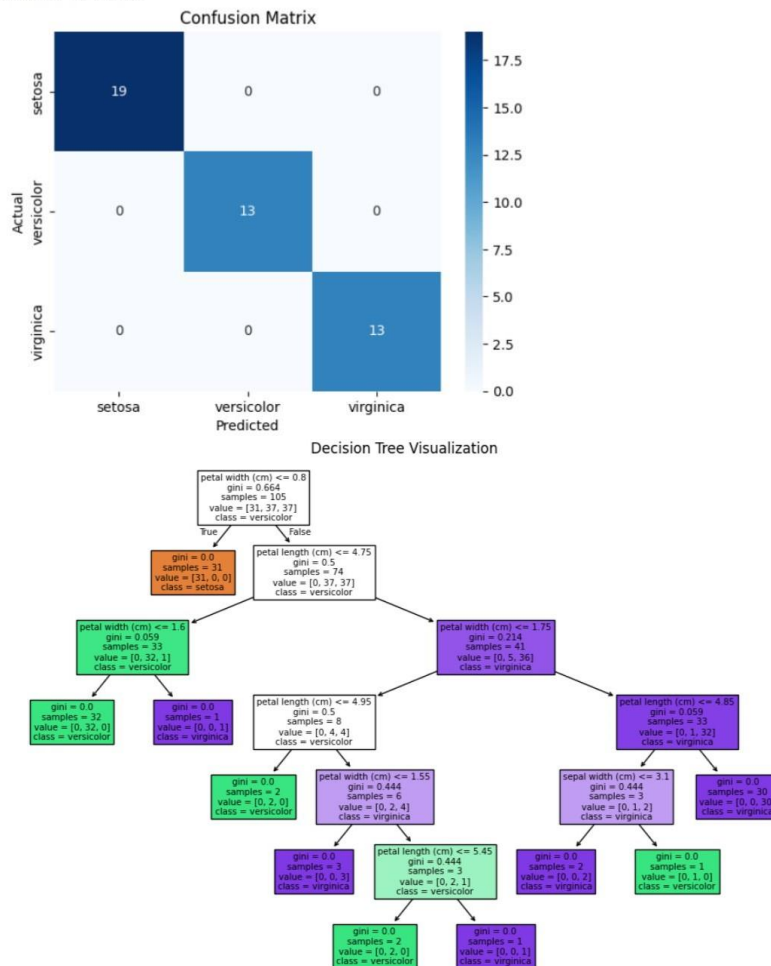 Confusion Matrix
setosa
versicolor
virginica
Actual
19
0
0
0
13
0
0
0
13
setosa
versicolor
virginica
Predicted
17.5
15.0
12.5
10.0
7.5
5.0
2.5
0.0
Decision Tree Visualization
petal width (cm) <= 0.8
gini = 0.664
samples = 105
value = [31, 37, 37]
class = versicolor
True
False
gini = 0.0
samples = 31
value = [31, 0, 0]
class = setosa
petal length (cm) <= 4.75
gini = 0.5
samples = 74
value = [0, 37, 37]
class = versicolor
petal width (cm) <= 1.6
gini = 0.059
samples = 33
value = [0, 32, 1]
class = versicolor
petal width (cm) <= 1.75
gini = 0.214
samples = 41
value = [0, 5, 36]
class = virginica
gini = 0.0
samples = 32
value = [0, 32, 0]
class = versicolor
gini = 0.0
samples = 1
value = [0, 0, 1]
class = virginica
petal length (cm) <= 4.95
gini = 0.5
samples = 8
value = [0, 4, 4]
class = versicolor
petal length (cm) <= 4.85
gini = 0.059
samples = 33
value = [0, 1, 32]
class = virginica
gini = 0.0
samples = 2
value = [0, 2, 0]
class = versicolor
petal width (cm) <= 1.55
gini = 0.444
samples = 6
value = [0, 2, 4]
class = virginica
sepal width (cm) <= 3.1
gini = 0.444
samples = 3
value = [0, 1, 2]
class = virginica
gini = 0.0
samples = 30
value = [0, 0, 30]
class = virginica
gini = 0.0
samples = 3
value = [0, 0, 3]
class = virginica
petal length (cm) <= 5.45
gini = 0.444
samples = 3
value = [0, 2, 1]
class = versicolor
gini = 0.0
samples = 2
value = [0, 0, 2]
class = virginica
gini = 0.0
samples = 1
value = [0, 1, 0]
class = versicolor
gini = 0.0
samples = 2
value = [0, 2, 0]
class = versicolor
gini = 0.0
samples = 1
value = [0, 0, 1]
class = virginica